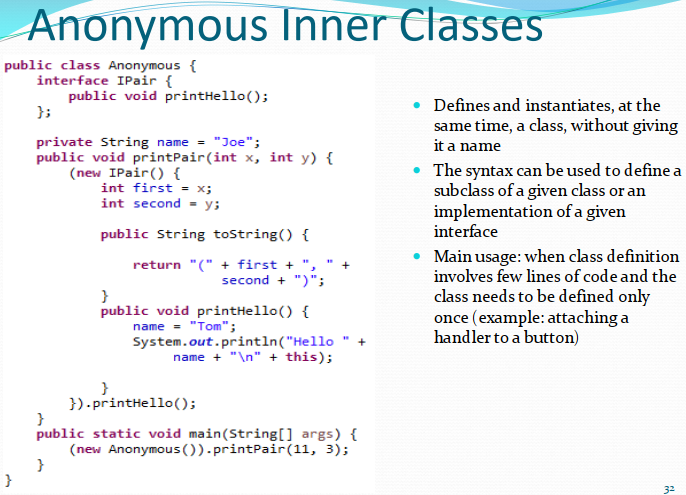 Anonymous Inner Classes
public class Anonymous {
    interface IPair {
        public void printHello();
    };

    private String name = "Joe";
    public void printPair(int x, int y) {
        (new IPair() {
            int first = x;
            int second = y;

            public String toString() {

                return "(" + first + ", " +
                           second + ")";
            }
            public void printHello() {
                name = "Tom";
                System.out.println("Hello " +
                     name + "\n" + this);

            }
        }).printHello();
    }
    public static void main(String[] args) {
        (new Anonymous()).printPair(11, 3);
    }
}
• Defines and instantiates, at the
same time, a class, without giving
it a name
• The syntax can be used to define a
subclass of a given class or an
implementation of a given
interface
• Main usage: when class definition
involves few lines of code and the
class needs to be defined only
once (example: attaching a
handler to a button)
32